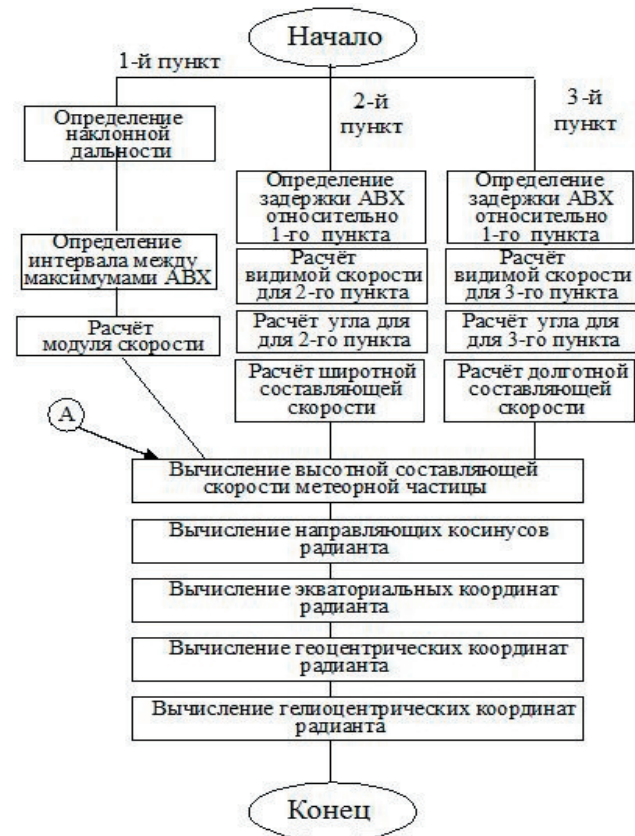 Начало
1-й пункт
2-й
пункт
3-й
пункт
Определение
наклонной
дальности
Определение
интервала между
максимумами АВХ
Расчёт
модуля скорости
Определение
задержки АВХ
относительно
1-го пункта
Расчёт
видимой скорости
для 2-го пункта
Расчёт угла для
для 2-го пункта
Расчёт широтной
составляющей
скорости
Определение
задержки АВХ
относительно
1-го пункта
Расчёт
видимой скорости
для 3-го пункта
Расчёт угла для
для 3-го пункта
Расчёт долготной
составляющей
скорости
А
Вычисление высотной составляющей
скорости метеорной частицы
Вычисление направляющих косинусов
радианта
Вычисление экваториальных координат
радианта
Вычисление геоцентрических координат
радианта
Вычисление гелиоцентрических координат
радианта
Конец